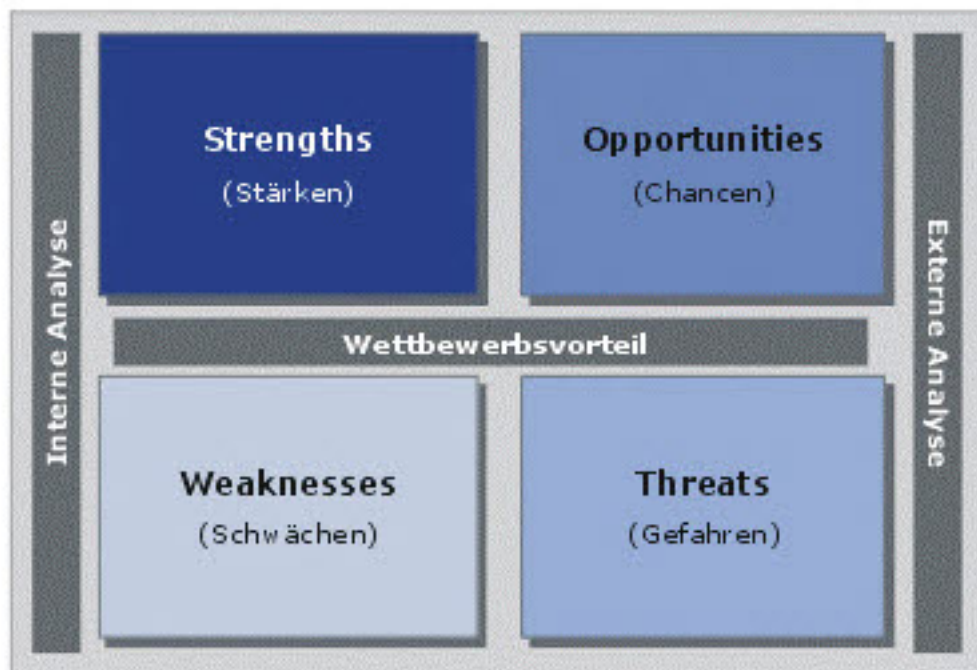 Interne Analyse
Strengths
(Stärken)
Opportunities
(Chancen)
Wettbewerbsvorteil
Weaknesses
(Schwächen)
Threats
(Gefahren)
Externe Analyse